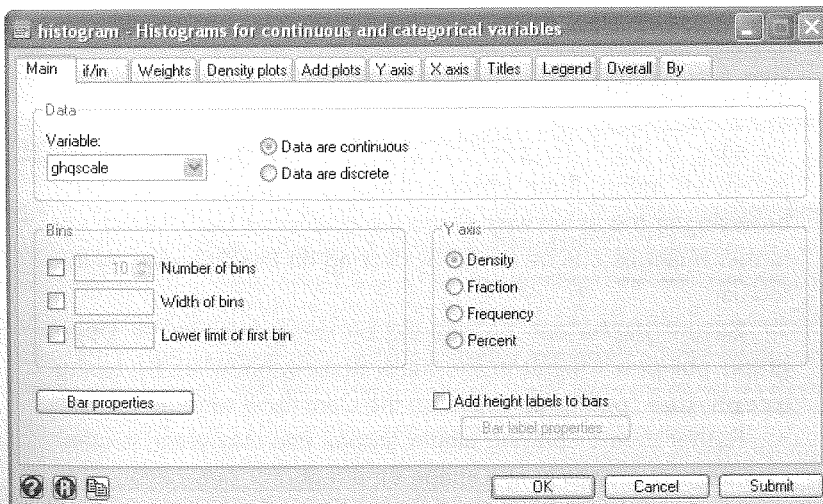 histogram - Histograms for continuous and categorical variables
Main if/in Weights Density plots Add plots Y axis X axis Titles Legend Overall By
Data
Variable:
ghqscale
Data are continuous
Data are discrete
Bins
10 Number of bins
Width of bins
Lower limit of first bin
Y axis
Density
Fraction
Frequency
Percent
Bar properties
Add height labels to bars
Bar label properties
OK Cancel Submit